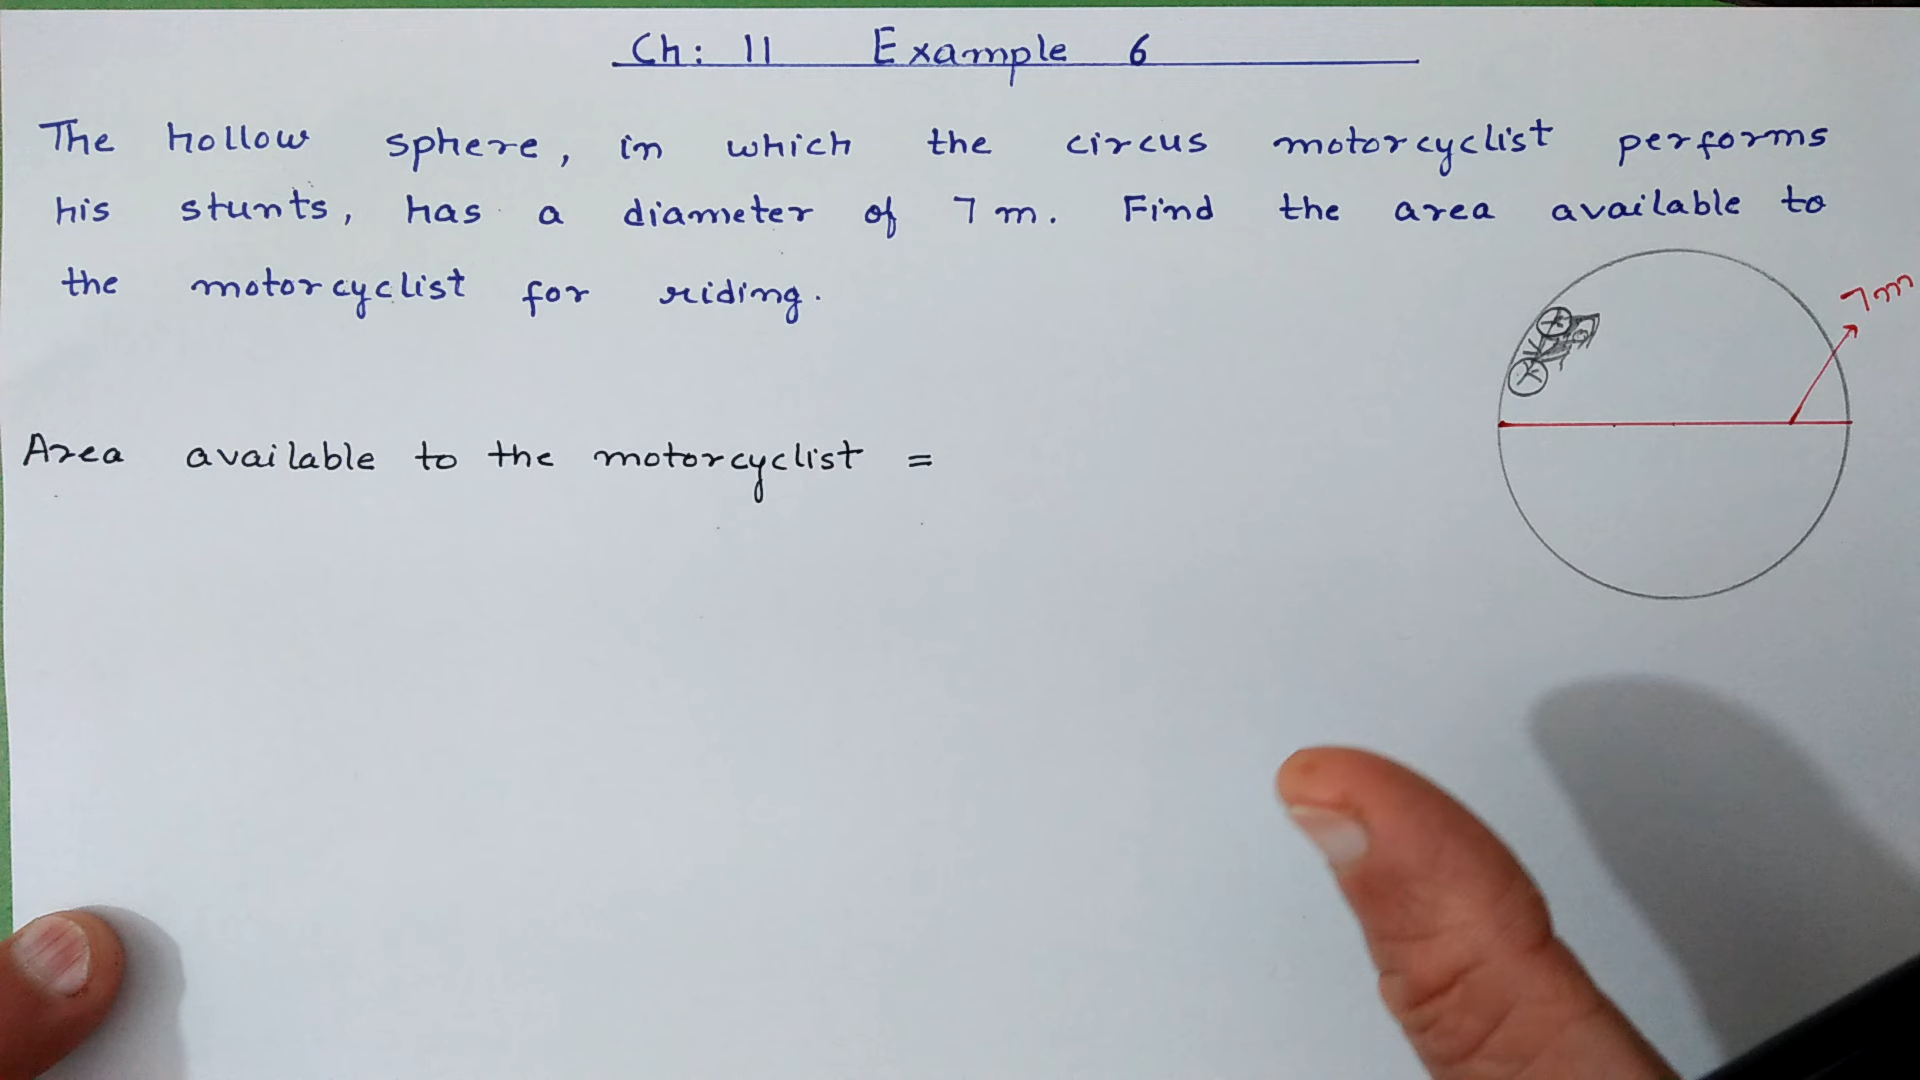 Ch: 11 Example 6
The hollow sphere, in which the circus motorcyclist performs
his stunts, has a diameter of 7 m. Find the area available to
the motorcyclist for riding.
7m
Area available to the motorcyclist =